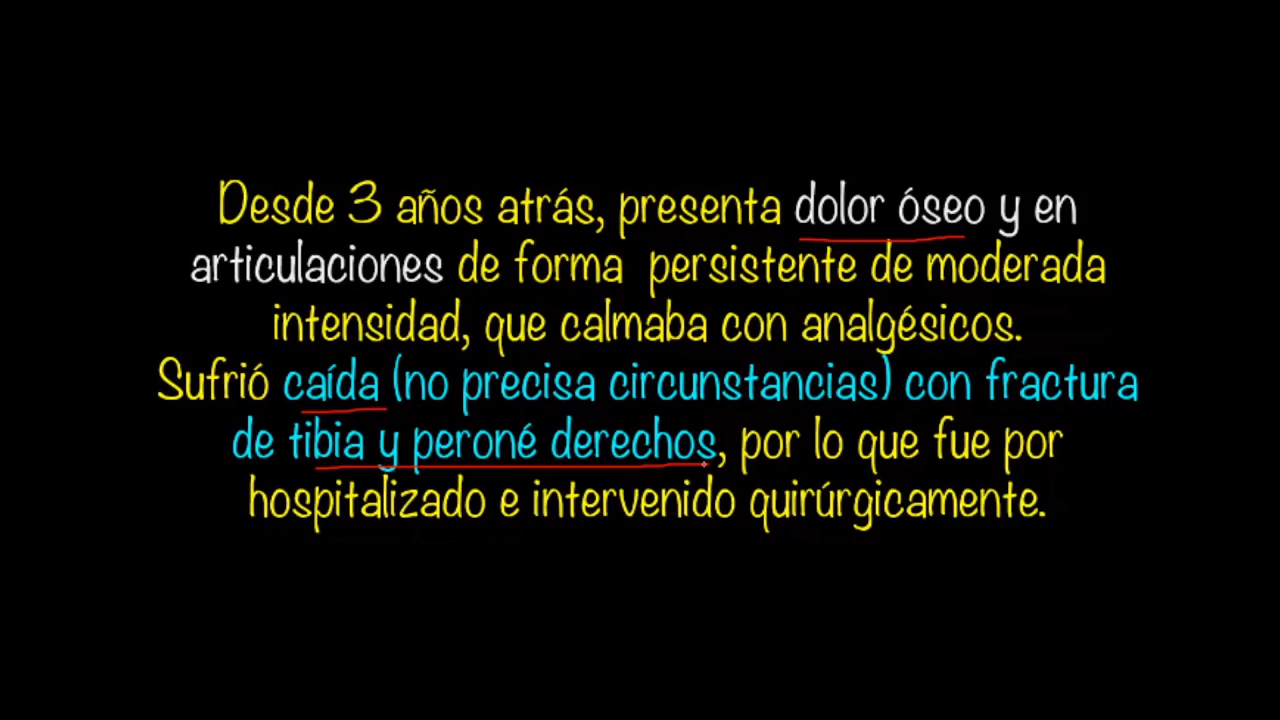 Desde 3 años atrás, presenta dolor óseo y en
articulaciones de forma persistente de moderada
intensidad, que calmaba con analgésicos.
Sufrió caída (no precisa circunstancias) con fractura
de tibia y peroné derechos, por lo que fue por
hospitalizado e intervenido quirúrgicamente.